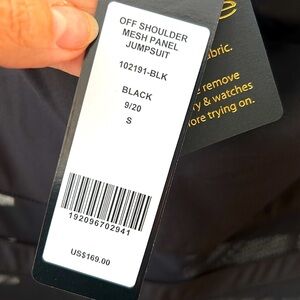 OFF SHOULDER
MESH PANEL
JUMPSUIT
102191-BLK
BLACK
9/20
S
192096702941
US$169.00
fabric.
remove
& watches
before trying on.